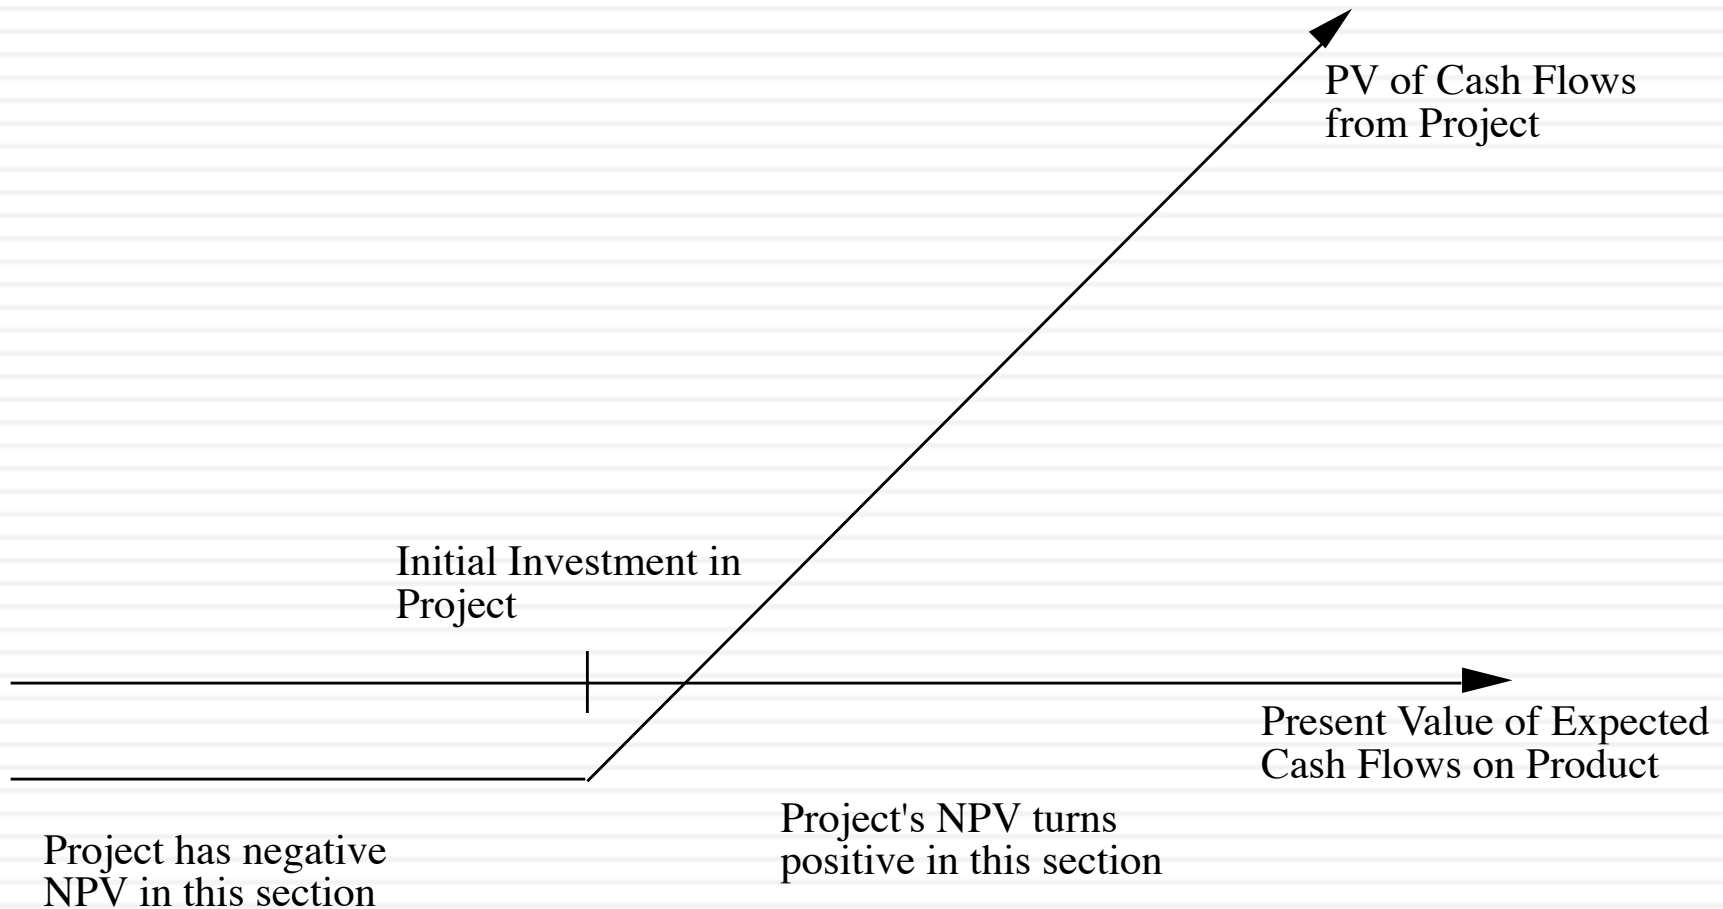 PV of Cash Flows
from Project
Initial Investment in
Project
Present Value of Expected
Cash Flows on Product
Project's NPV turns
positive in this section
Project has negative
NPV in this section